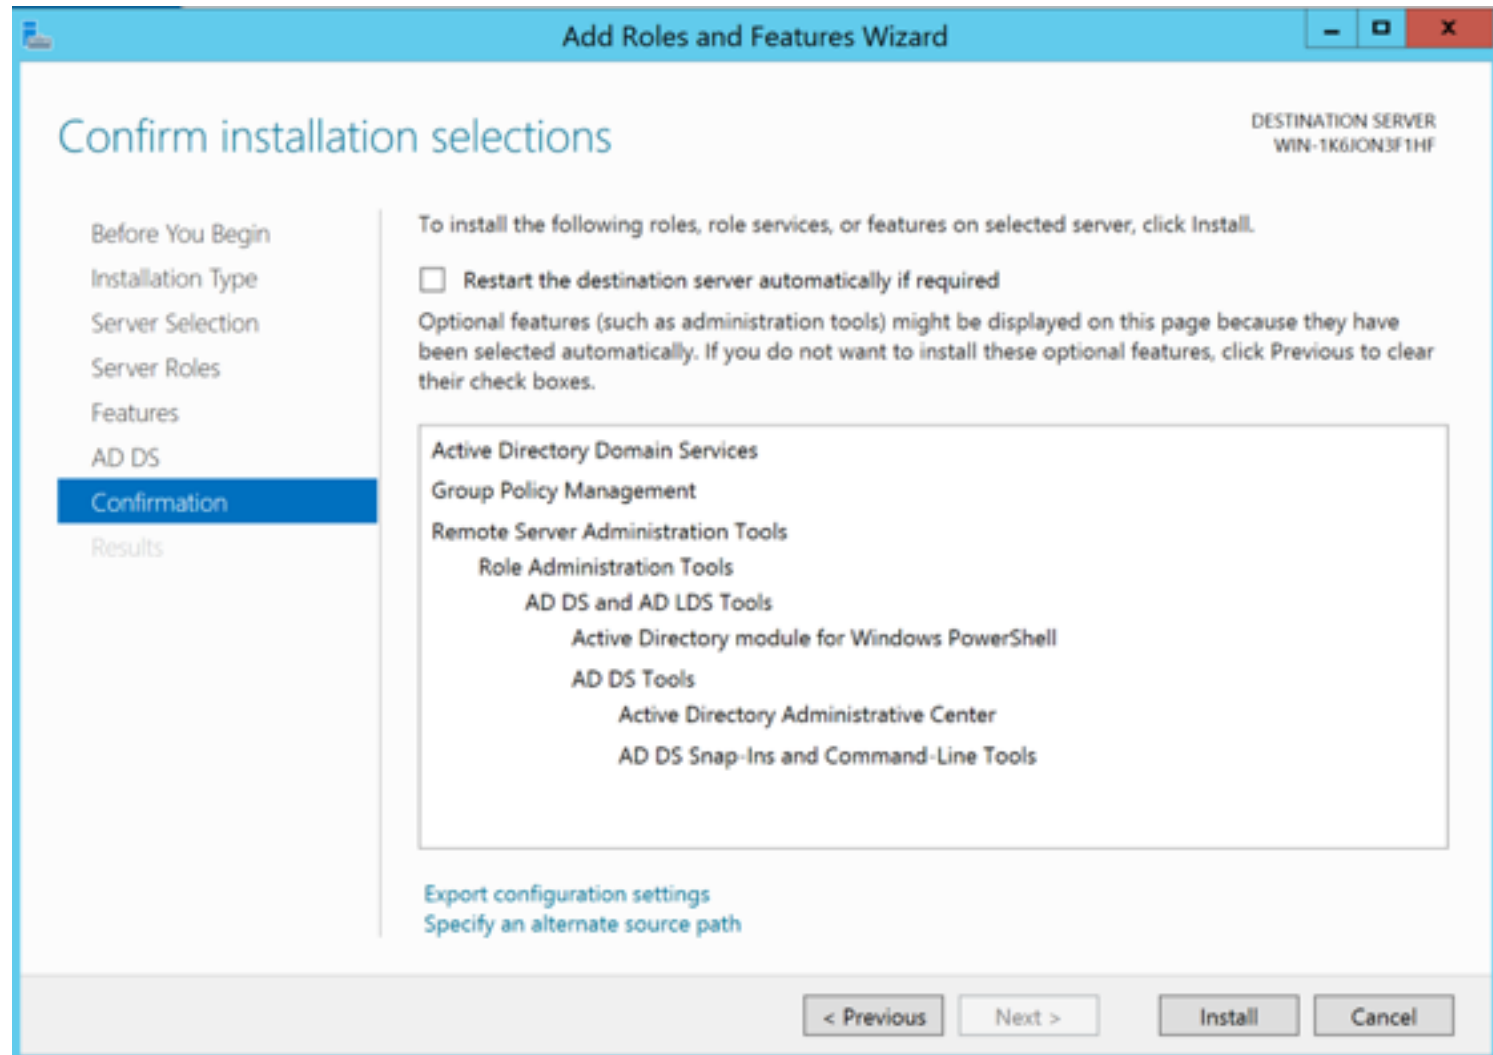 Add Roles and Features Wizard
Confirm installation selections
DESTINATION SERVER
WIN-1K6JON3F1HF
Before You Begin
Installation Type
Server Selection
Server Roles
Features
AD DS
Confirmation
Results
To install the following roles, role services, or features on selected server, click Install.
Restart the destination server automatically if required
Optional features (such as administration tools) might be displayed on this page because they have
been selected automatically. If you do not want to install these optional features, click Previous to clear
their check boxes.
Active Directory Domain Services
Group Policy Management
Remote Server Administration Tools
Role Administration Tools
AD DS and AD LDS Tools
Active Directory module for Windows PowerShell
AD DS Tools
Active Directory Administrative Center
AD DS Snap-Ins and Command-Line Tools
Export configuration settings
Specify an alternate source path
< Previous
Next >
Install
Cancel